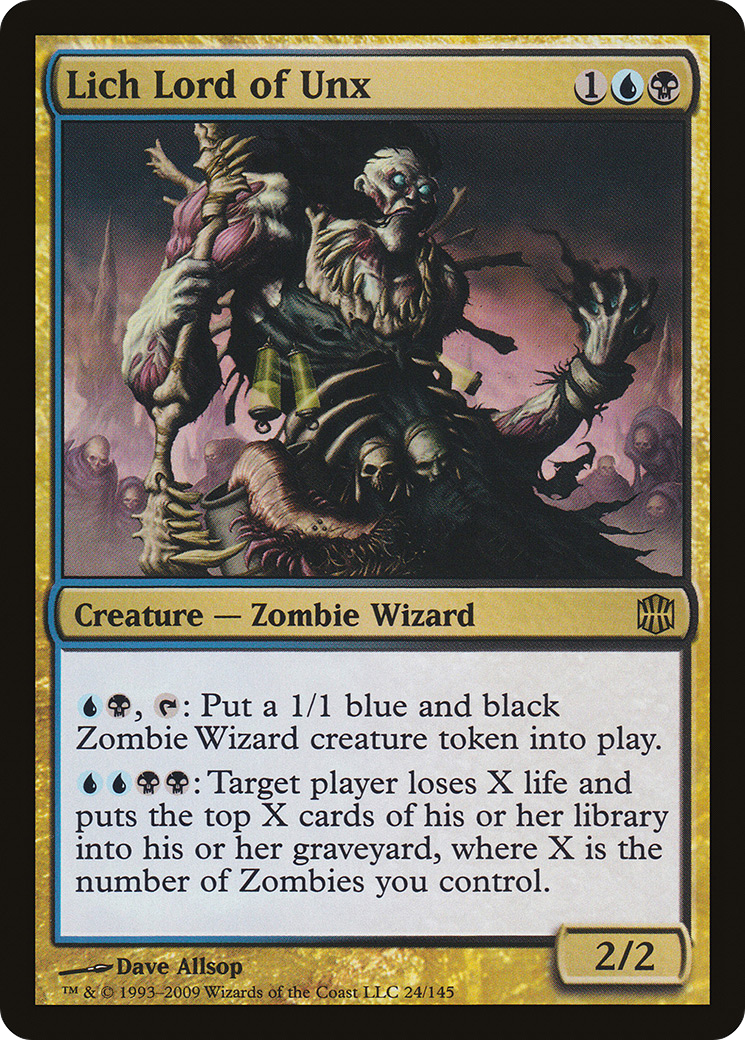 Lich Lord of Unx 1
Creature — Zombie Wizard
, : Put a 1/1 blue and black
Zombie Wizard creature token into play.
: Target player loses X life and
puts the top X cards of his or her library
into his or her graveyard, where X is the
number of Zombies you control.
2/2
Dave Allsop
™ & © 1993–2009 Wizards of the Coast LLC 24/145